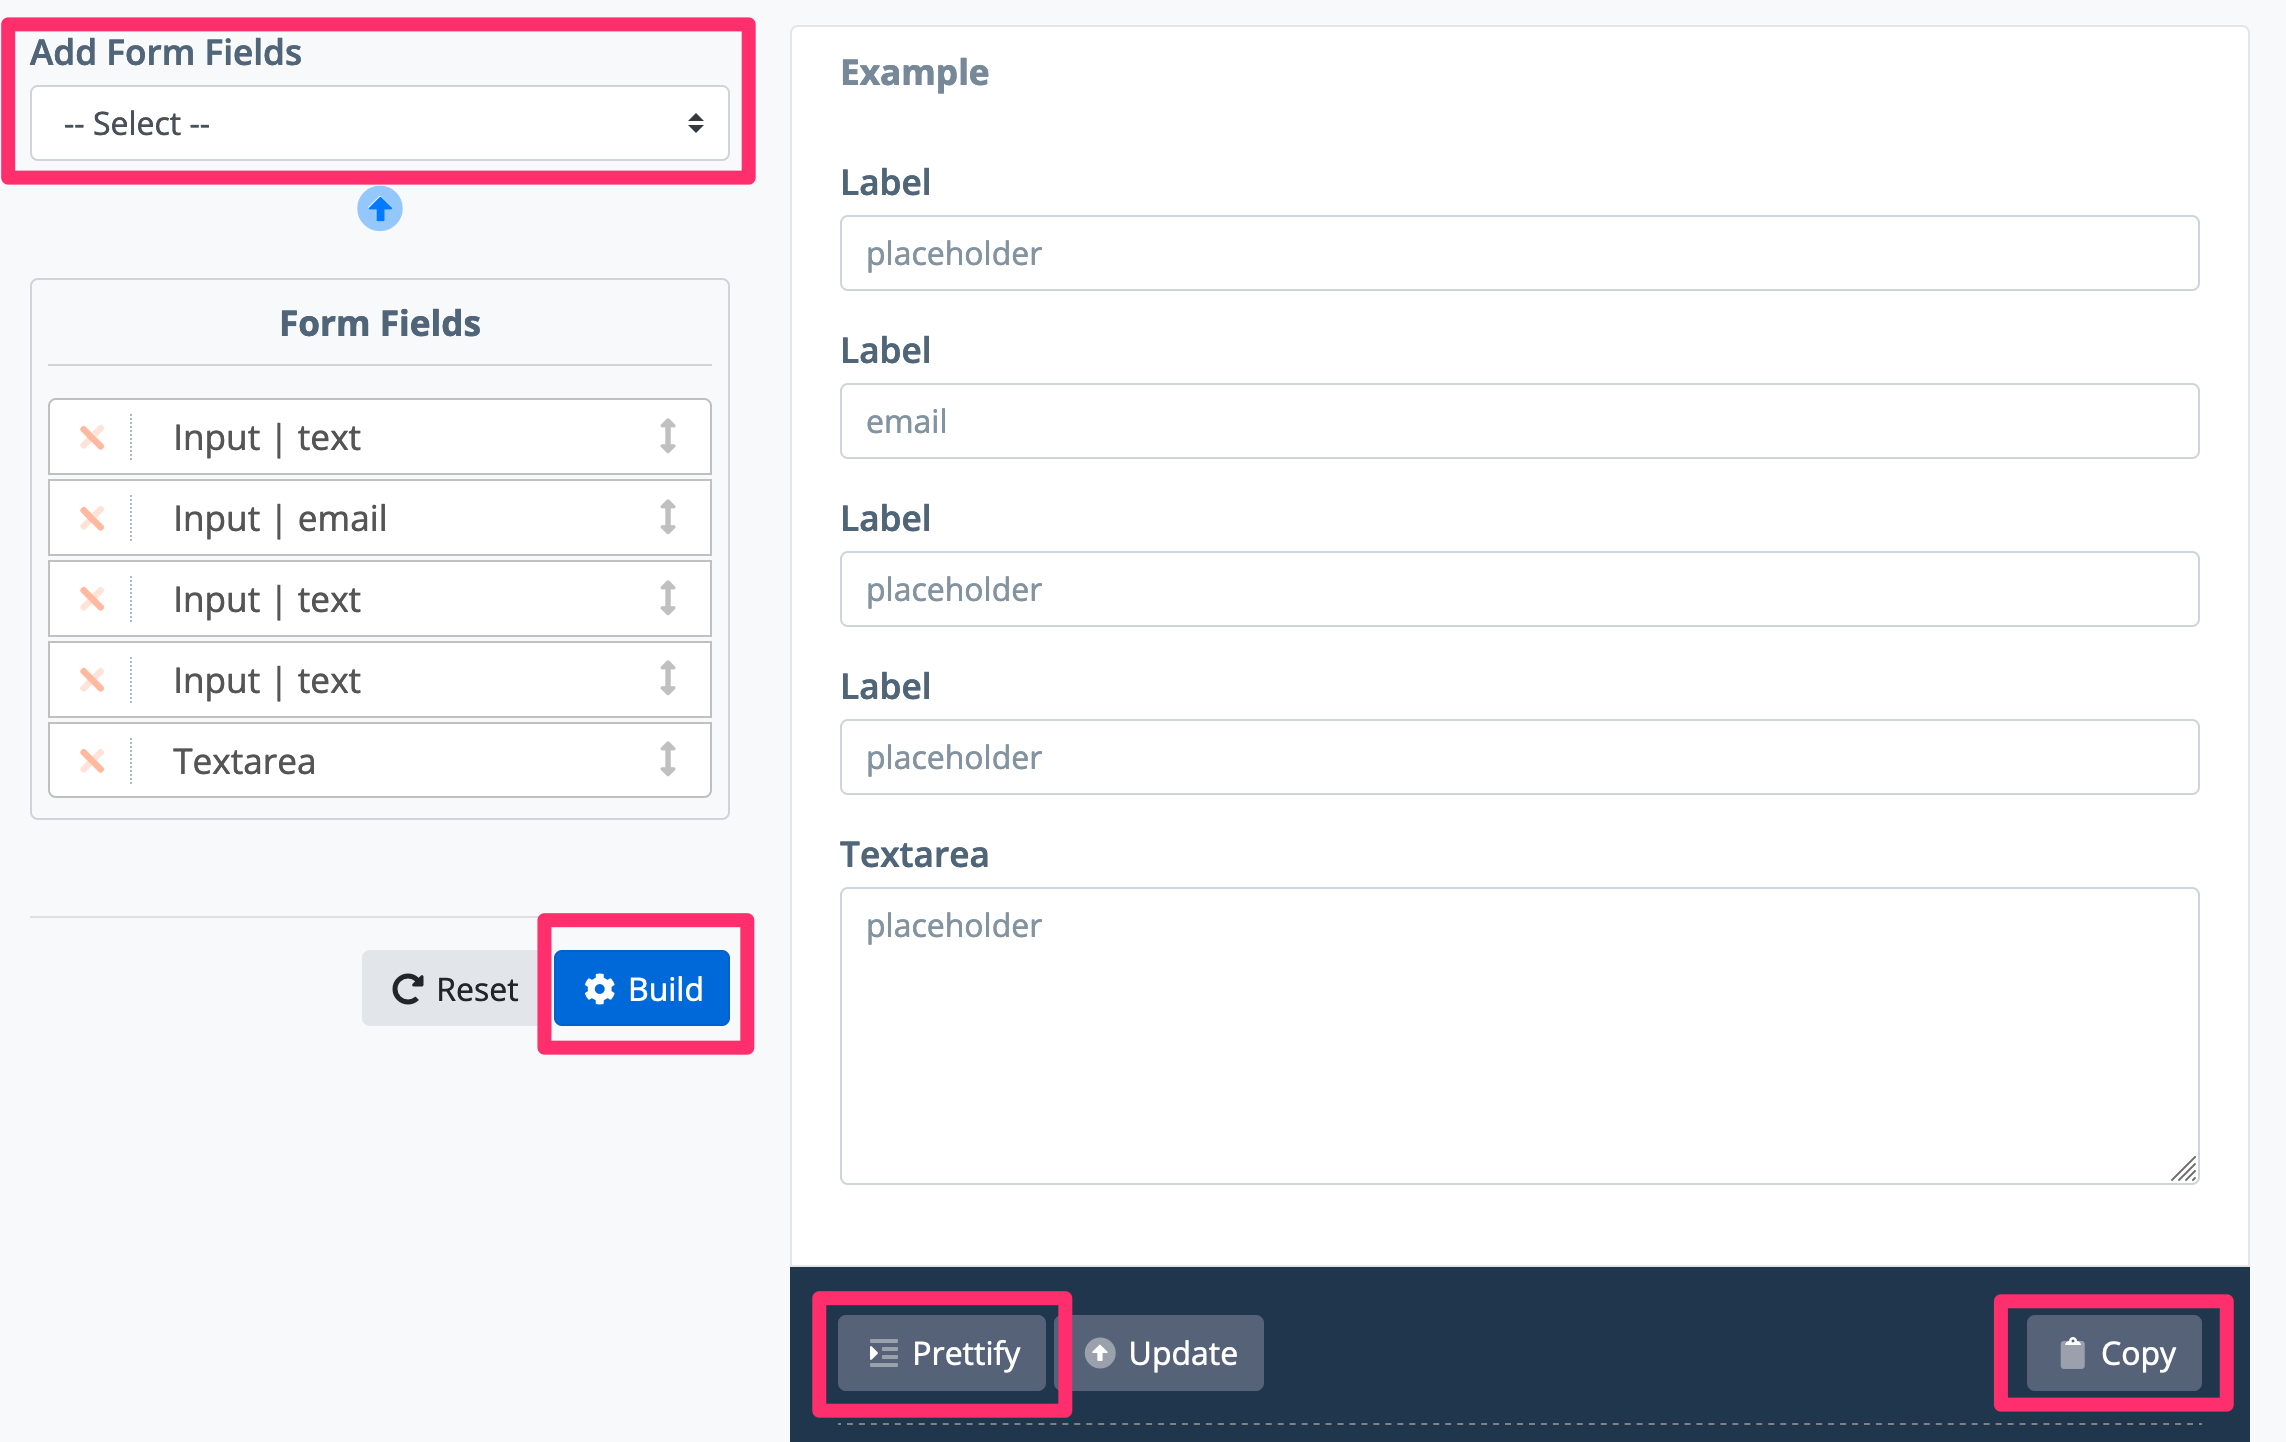 Add Form Fields
-- Select --
Form Fields
Input | text
Input | email
Input | text
Input | text
Textarea
Reset
Build
Example
Label
placeholder
Label
email
Label
placeholder
Label
placeholder
Textarea
placeholder
Prettify
Update
Copy